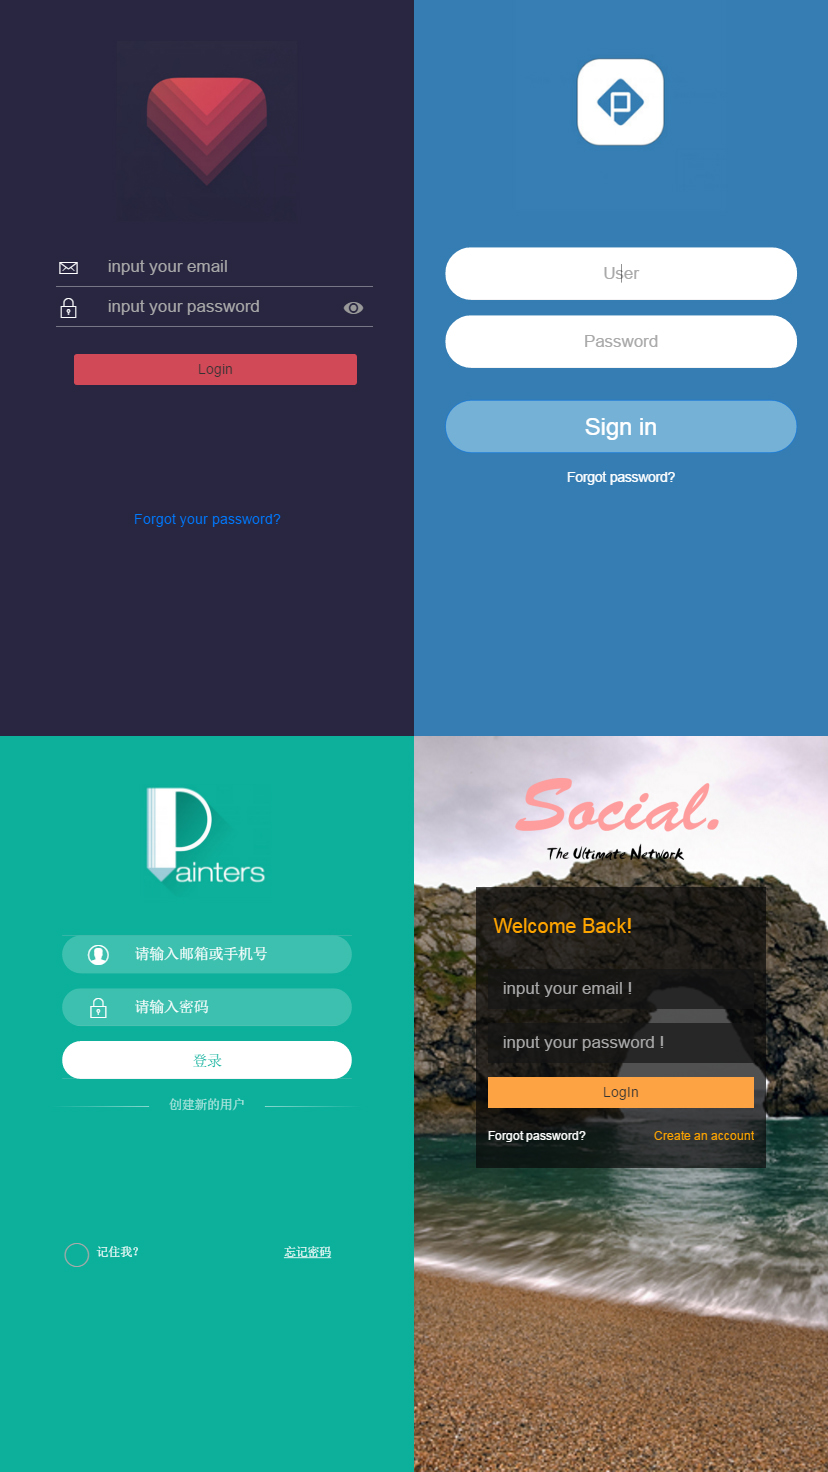 input your email
input your password
Login
Forgot your password?
User
Password
Sign in
Forgot password?
Painters
请输入邮箱或手机号
请输入密码
登录
创建新的用户
记住我？
忘记密码
Social.
The Ultimate Network
Welcome Back!
input your email !
input your password !
LogIn
Forgot password?
Create an account